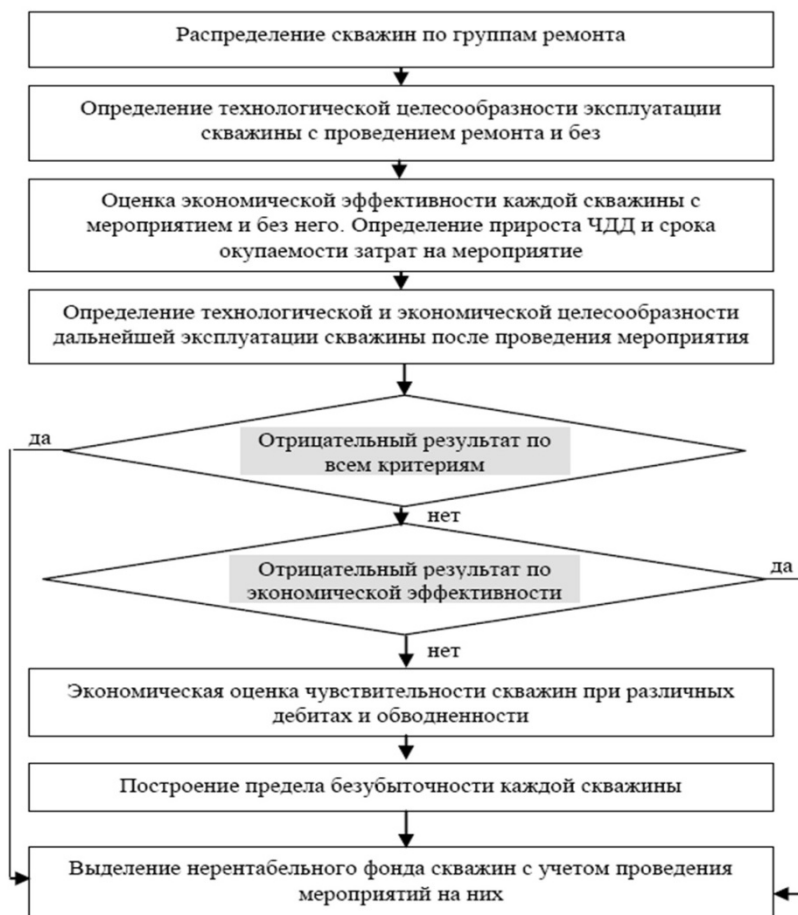 Распределение скважин по группам ремонта
Определение технологической целесообразности эксплуатации
скважины с проведением ремонта и без
Оценка экономической эффективности каждой скважины с
мероприятием и без него. Определение прироста ЧДД и срока
окупаемости затрат на мероприятие
Определение технологической и экономической целесообразности
дальнейшей эксплуатации скважины после проведения мероприятия
да
Отрицательный результат по
всем критериям
нет
Отрицательный результат по
экономической эффективности
да
нет
Экономическая оценка чувствительности скважин при различных
дебитах и обводненности
Построение предела безубыточности каждой скважины
Выделение нерентабельного фонда скважин с учетом проведения
мероприятий на них